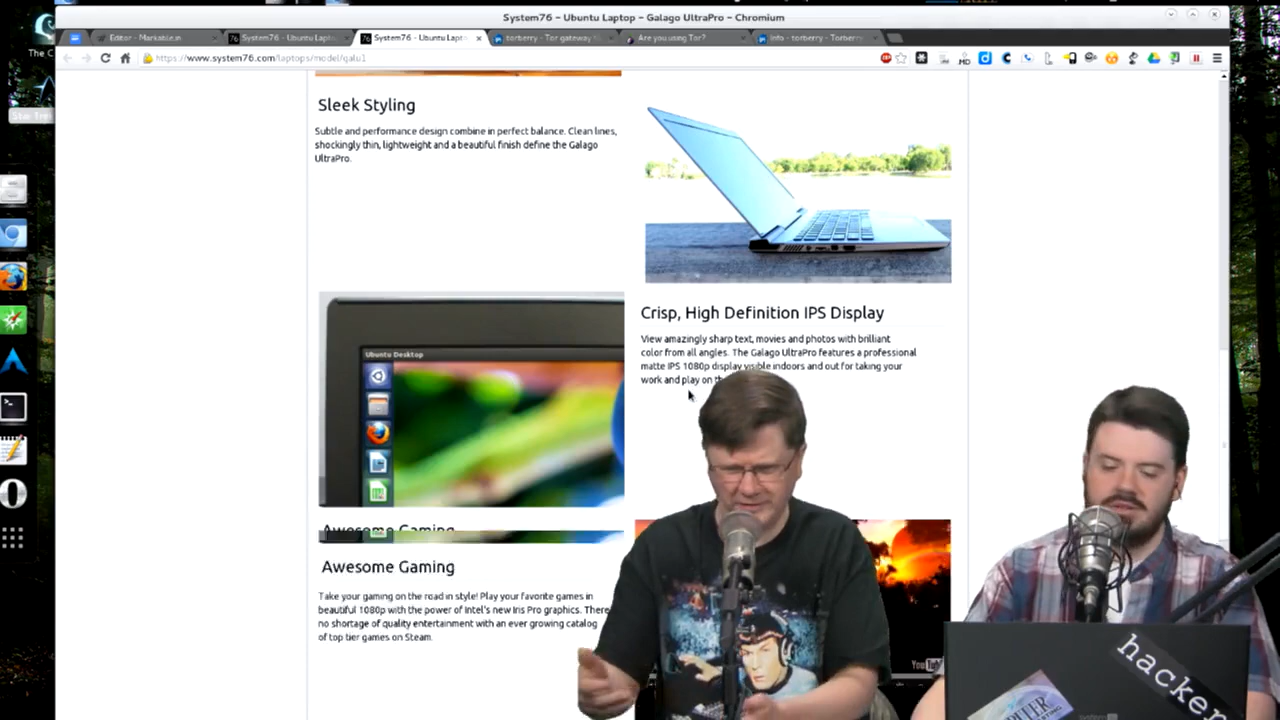 System76 - Ubuntu Laptop - Galago UltraPro - Chromium
Editor - Markable.in
System76 - Ubuntu Lapto
System76 - Ubuntu Lapt
torberry - Tor gateway
Are you using Tor?
Info - torberry - Torberry
https://www.system76.com/laptops/model/galu1
The C
Star Tre
Sleek Styling
Subtle and performance design combine in perfect balance. Clean lines,
shockingly thin, lightweight and a beautiful finish define the Galago
UltraPro.
Crisp, High Definition IPS Display
View amazingly sharp text, movies and photos with brilliant
color from all angles. The Galago UltraPro features a professional
matte IPS 1080p display visible indoors and out for taking your
work and play on
Ubuntu Desktop
Awesome Gaming
Awesome Gaming
Take your gaming on the road in style! Play your favorite games in
beautiful 1080p with the power of Intel's new Iris Pro graphics. There
no shortage of quality entertainment with an ever growing catalog
of top tier games on Steam.
You
hacker